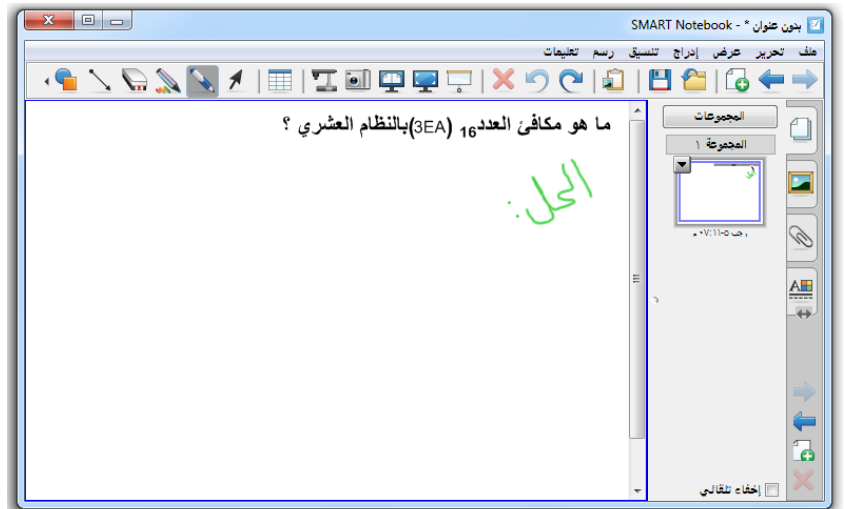 بدون عنوان * - SMART Notebook
ملف تحرير عرض إدراج تنسيق رسم تعليمات
المجموعات
المجموعة ١
ما هو مكافئ العدد16 (3EA)بالنظام العشري ؟
الحل:
إخفاء تلقائي